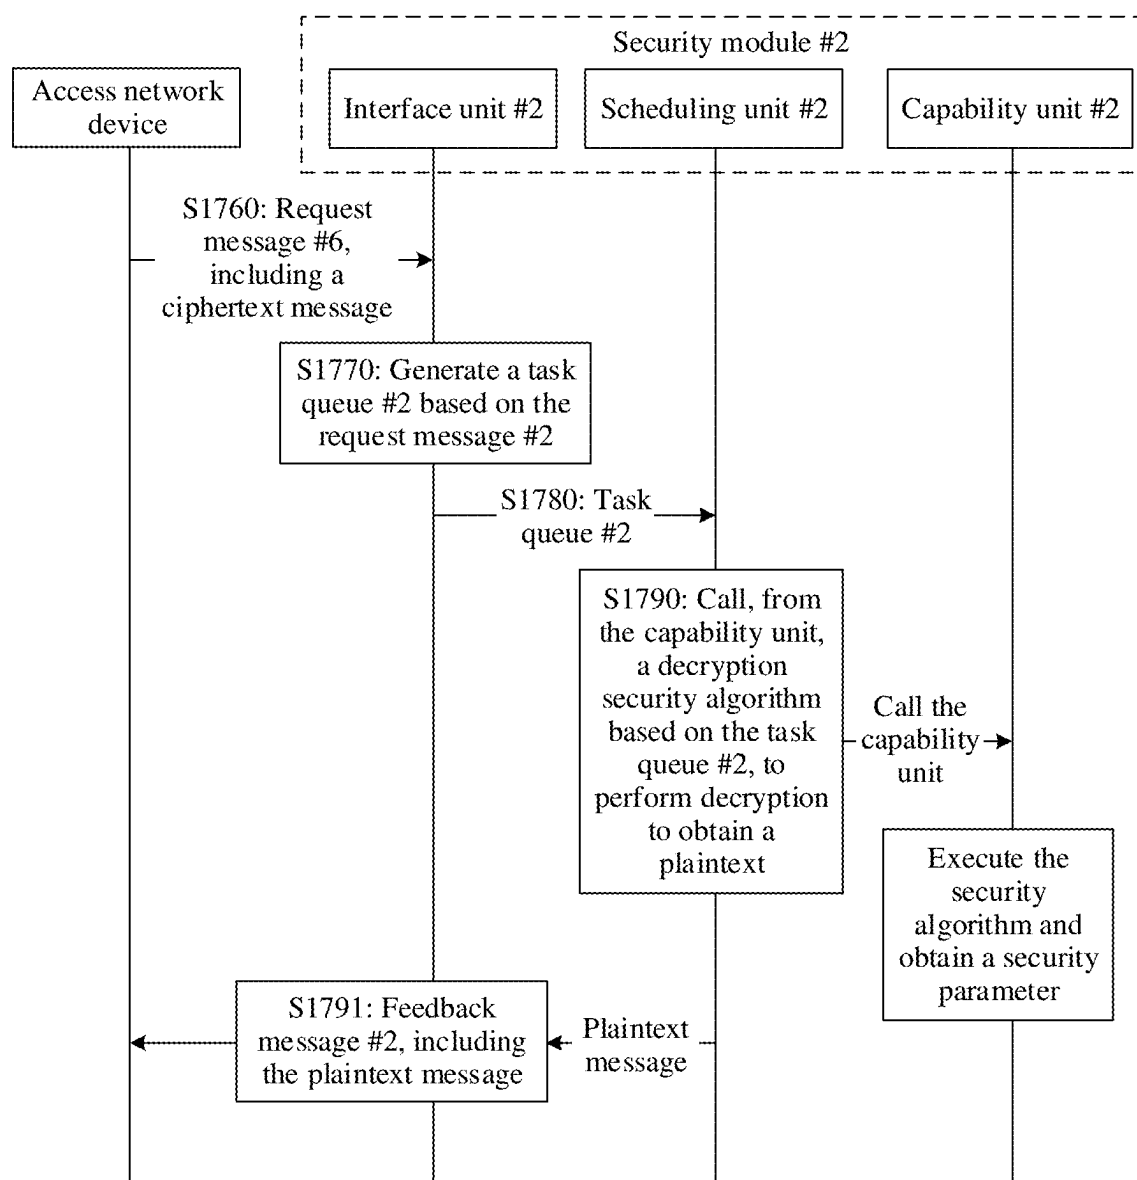 Security module #2
Access network
device
Interface unit #2
Scheduling unit #2
Capability unit #2
S1760: Request
message #6,
including a
ciphertext message
S1770: Generate a task
queue #2 based on the
request message #2
S1780: Task
queue #2
S1790: Call, from
the capability unit,
a decryption
security algorithm
based on the task
queue #2, to
perform decryption
to obtain a
plaintext
Call the
capability
unit
Execute the
security
algorithm and
obtain a security
parameter
S1791: Feedback
message #2, including
the plaintext message
Plaintext
message